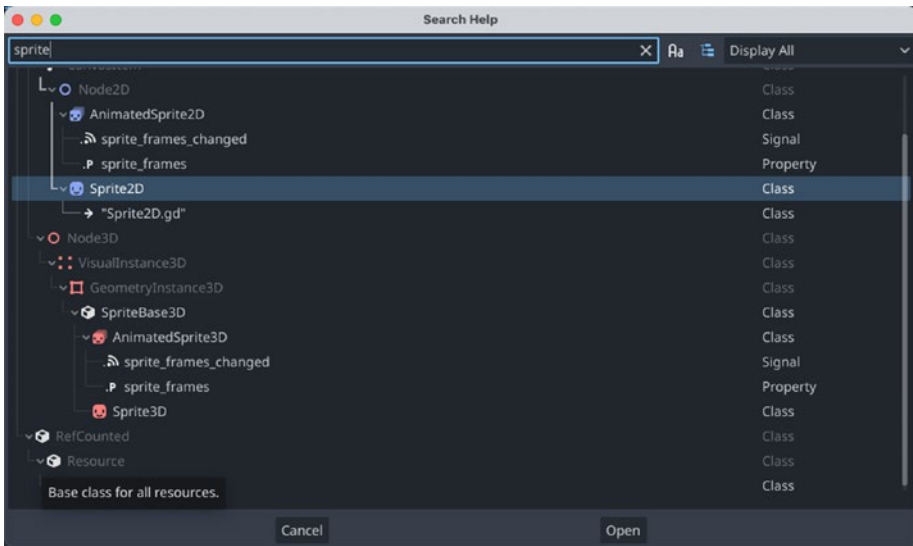 Search Help
sprite
Aa Display All
Node2D Class
AnimatedSprite2D Class
sprite_frames_changed Signal
.P sprite_frames Property
Sprite2D Class
"Sprite2D.gd" Class
Node3D Class
VisualInstance3D Class
GeometryInstance3D Class
SpriteBase3D Class
AnimatedSprite3D Class
sprite_frames_changed Signal
.P sprite_frames Property
Sprite3D Class
RefCounted Class
Resource Class
Base class for all resources. Class
Cancel Open